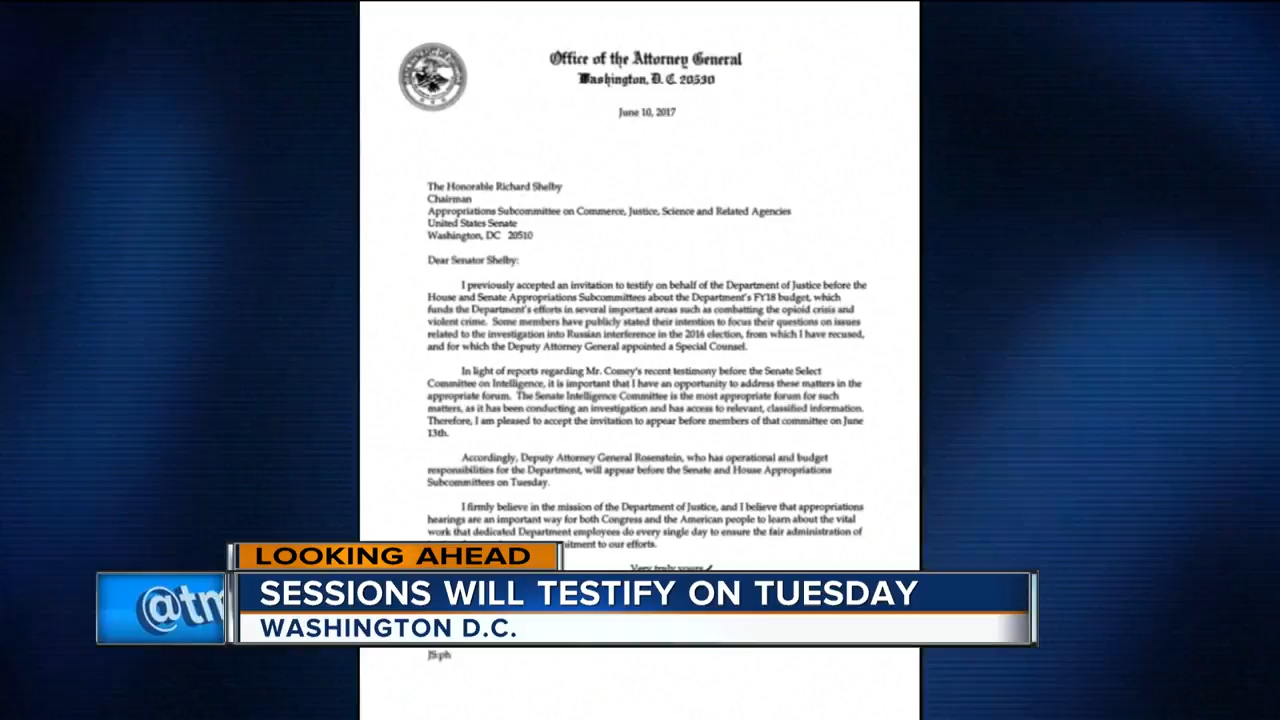 Office of the Attorney General
Washington, D. C. 20530
June 10, 2017
The Honorable Richard Shelby
Chairman
Appropriations Subcommittee on Commerce, Justice, Science and Related Agencies
United States Senate
Washington, DC 20510
Dear Senator Shelby:
I previously accepted an invitation to testify on behalf of the Department of Justice before the
House and Senate Appropriations Subcommittees about the Department's FY18 budget, which
funds the Department's efforts in several important areas such as combatting the opioid crisis and
violent crime. Some members have publicly stated their intention to focus their questions on issues
related to the investigation into Russian interference in the 2016 election, from which I have recused,
and for which the Deputy Attorney General appointed a Special Counsel.
In light of reports regarding Mr. Comey's recent testimony before the Senate Select
Committee on Intelligence, it is important that I have an opportunity to address these matters in the
appropriate forum. The Senate Intelligence Committee is the most appropriate forum for such
matters, as it has been conducting an investigation and has access to relevant, classified information.
Therefore, I am pleased to accept the invitation to appear before members of that committee on June
13th.
Accordingly, Deputy Attorney General Rosenstein, who has operational and budget
responsibilities for the Department, will appear before the Senate and House Appropriations
Subcommittees on Tuesday.
I firmly believe in the mission of the Department of Justice, and I believe that appropriations
hearings are an important way for both Congress and the American people to learn about the vital
work that dedicated Department employees do every single day to ensure the fair administration of
to our efforts.
Very truly yours,
LOOKING AHEAD
@tm
SESSIONS WILL TESTIFY ON TUESDAY
WASHINGTON D.C.
JS:ph